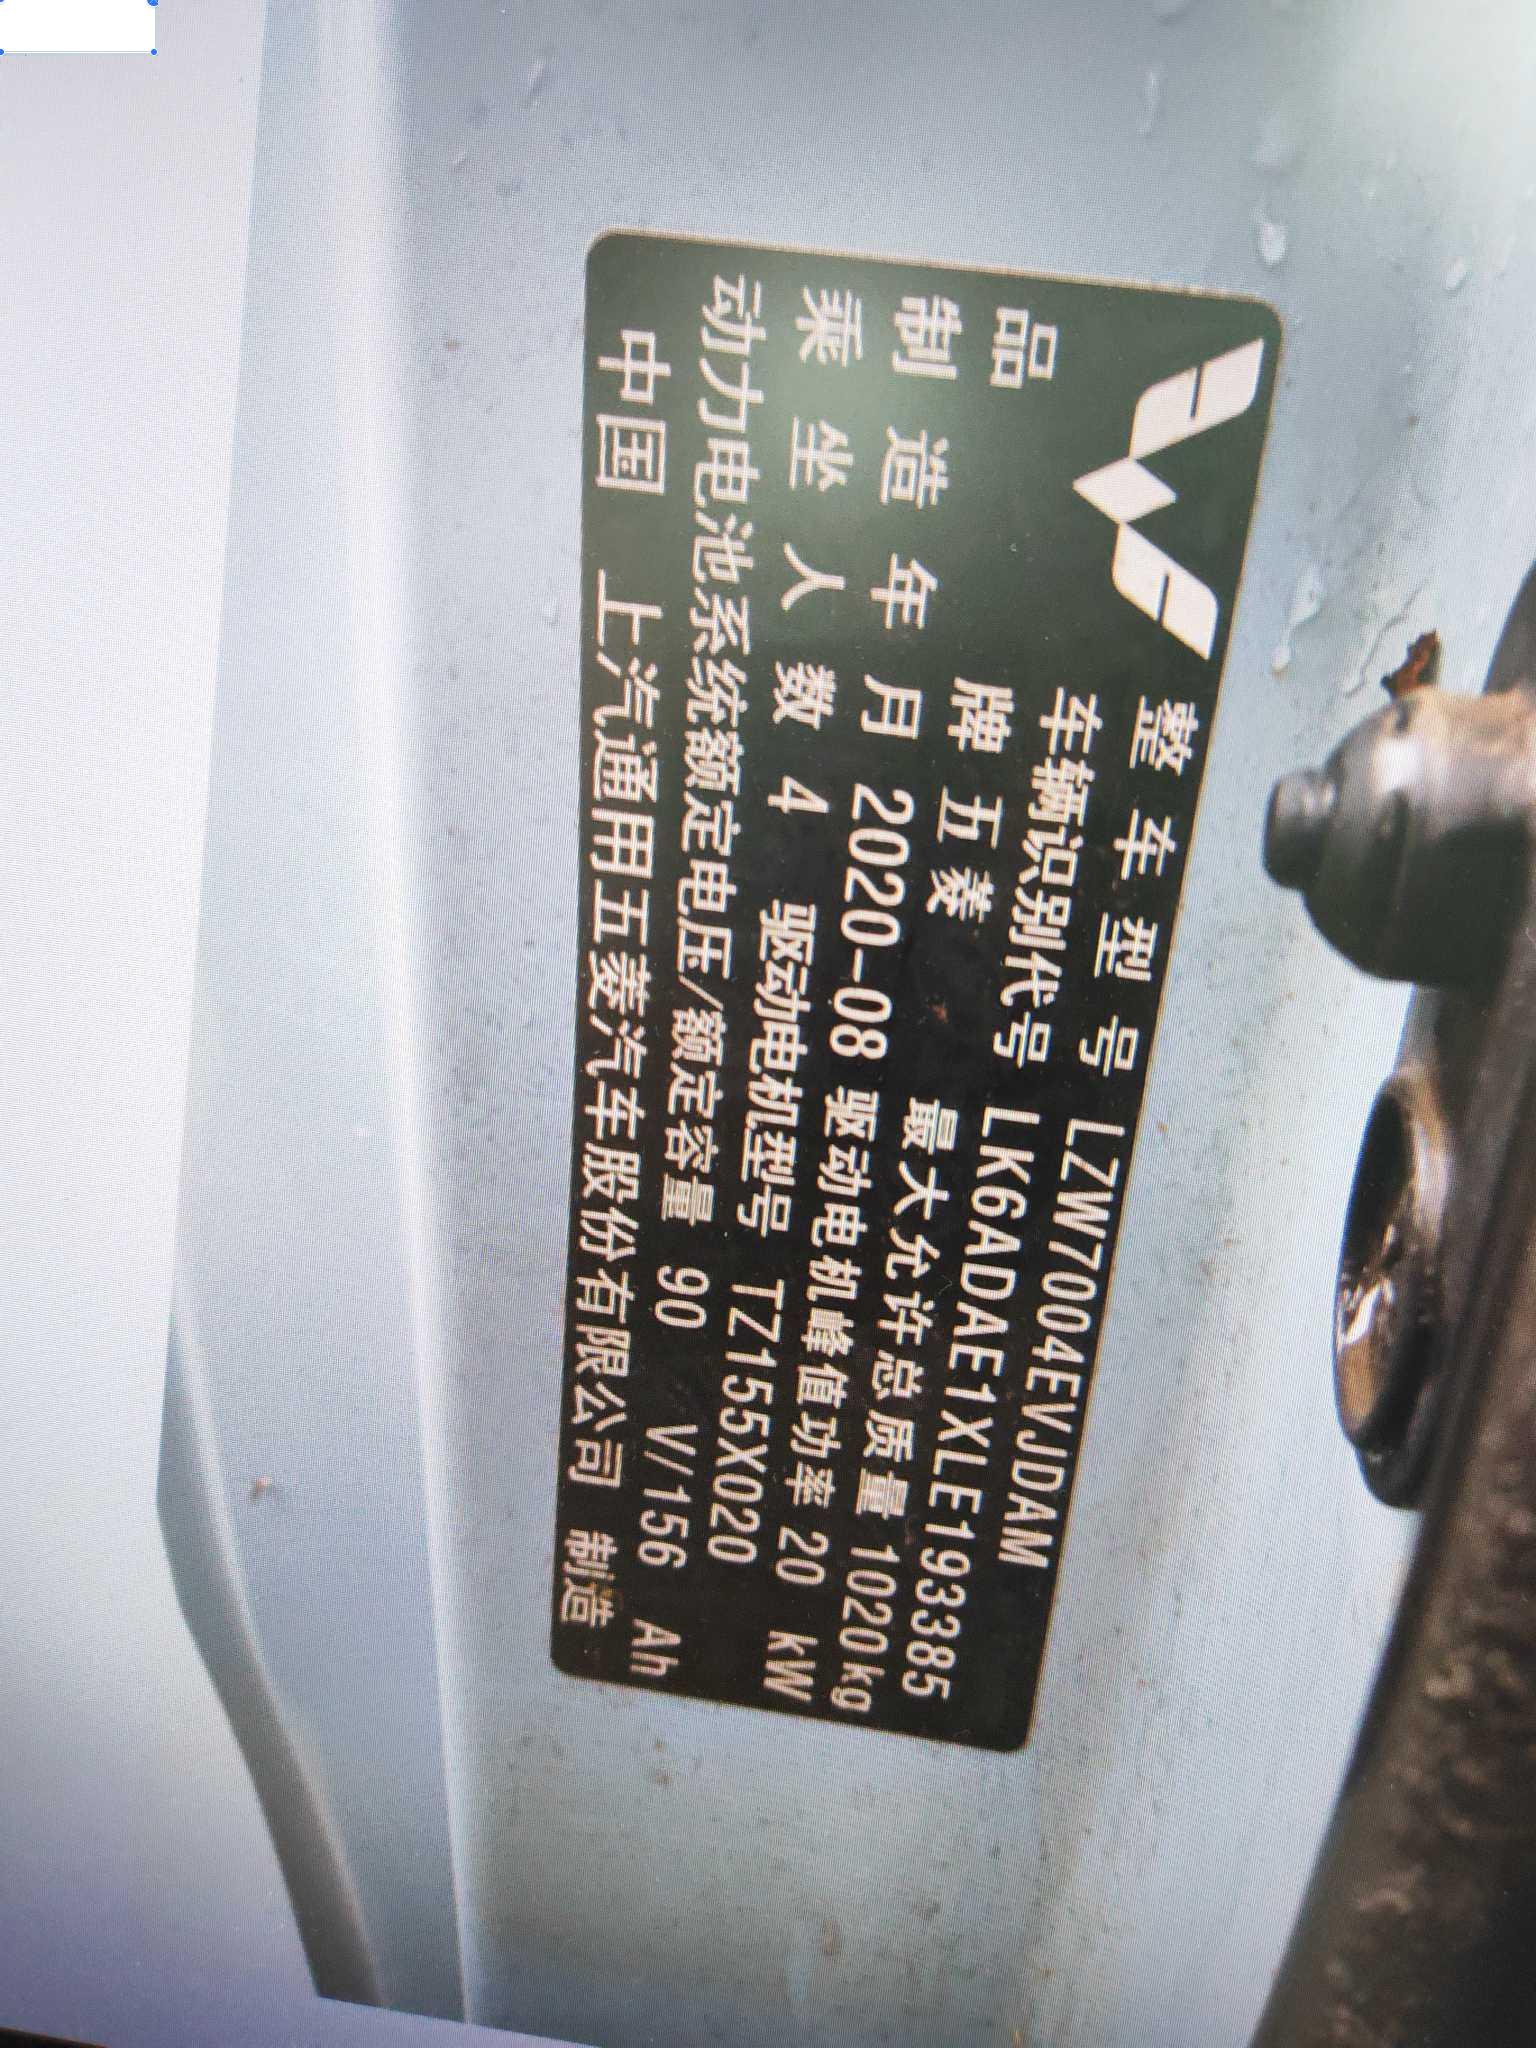 整车型号 LZW7004EVJDAM
车辆识别代号 LK6ADAE1XLE193385
品牌 五菱 最大允许总质量 1020kg
制造年月 2020-08 驱动电机峰值功率 20 kW
乘坐人数 4 驱动电机型号 TZ155X020
动力电池系统额定电压/额定容量 90 V/156 Ah
中国 上汽通用五菱汽车股份有限公司 制造